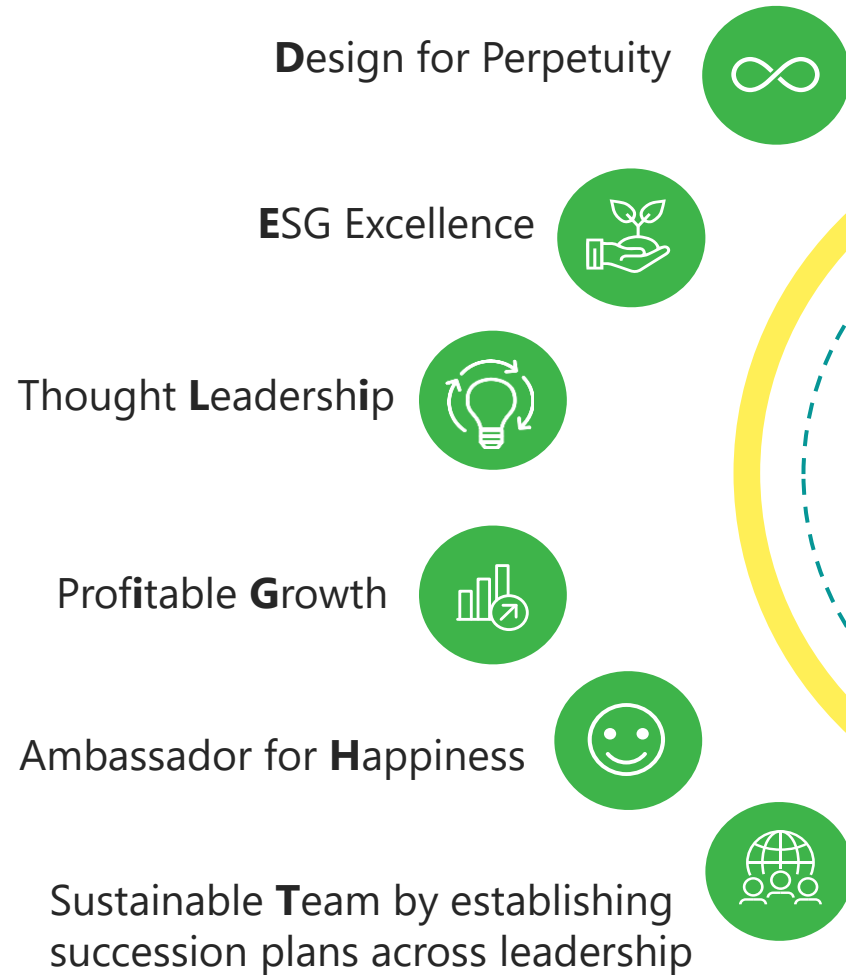 Design for Perpetuity
ESG Excellence
Thought Leadership
Profitable Growth
Ambassador for Happiness
Sustainable Team by establishing
succession plans across leadership